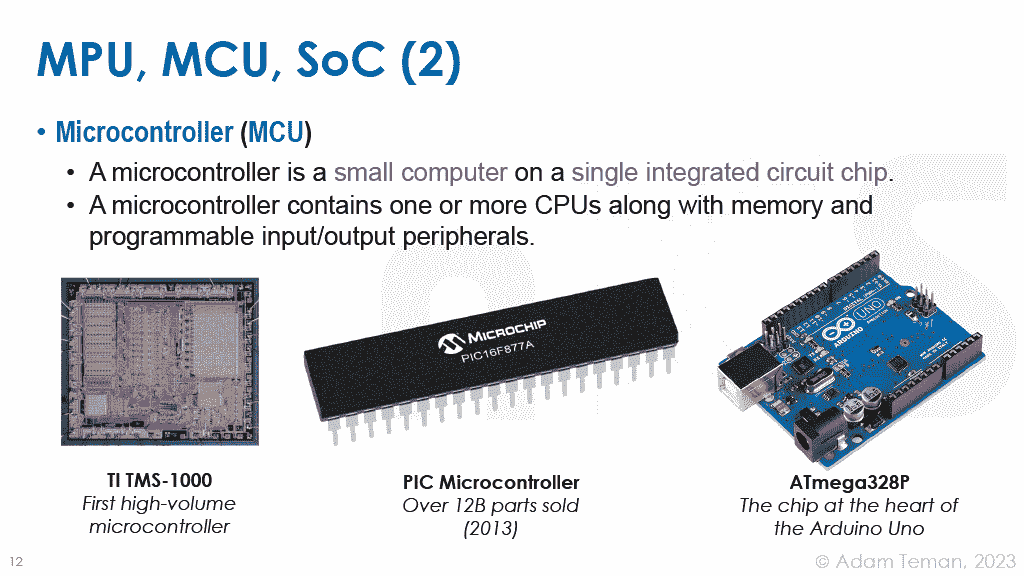 MPU, MCU, SoC (2)
• Microcontroller (MCU)
• A microcontroller is a small computer on a single integrated circuit chip.
• A microcontroller contains one or more CPUs along with memory and
programmable input/output peripherals.
MICROCHIP
PIC16F877A
UNO
ARDUINO
TI TMS-1000
First high-volume
microcontroller
PIC Microcontroller
Over 12B parts sold
(2013)
ATmega328P
The chip at the heart of
the Arduino Uno
12
© Adam Teman, 2023